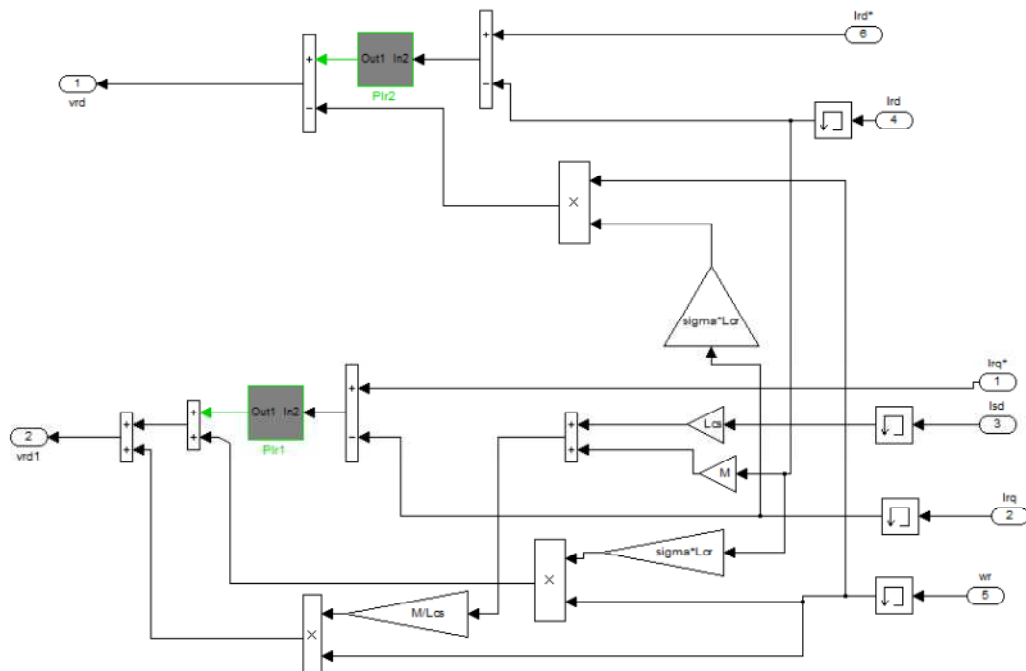 Ird*
6
+
+
Out1 In2
PIr2
−
−
1
vrd
Ird
4
×
sigma*Lcr
Irq*
1
+
Out1 In2
PIr1
−
+
+
+
+
2
vrd1
+
+
Lcs
Isd
3
M
Irq
2
sigma*Lcr
×
wr
5
M/Lcs
×